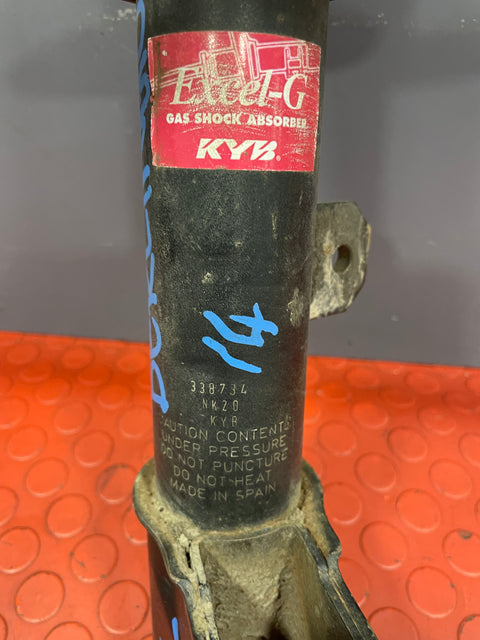 Excel-G
GAS SHOCK ABSORBER
KYB
14
338734
NK20
KYB
CAUTION CONTENTS
UNDER PRESSURE
DO NOT PUNCTURE
DO NOT HEAT
MADE IN SPAIN